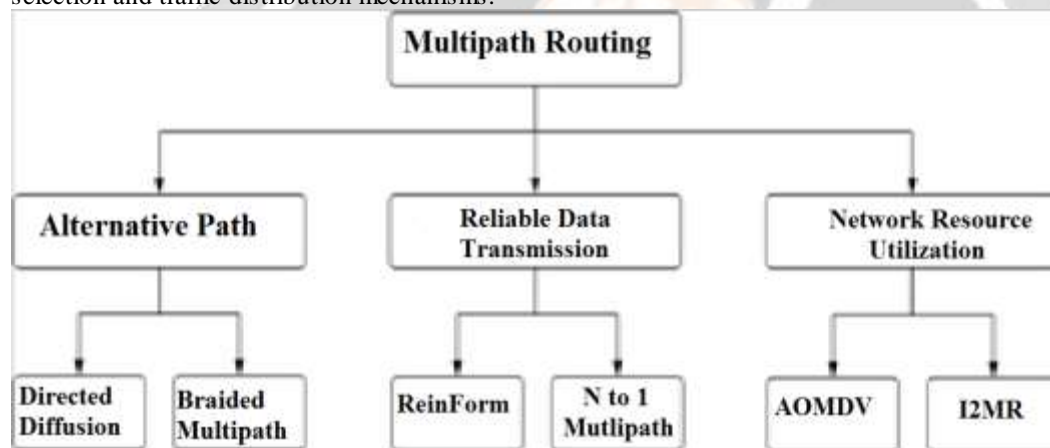 selection and traffic distribution mechanisms.
Multipath Routing
Alternative Path
Reliable Data
Transmission
Network Resource
Utilization
Directed
Diffusion
Braided
Multipath
ReinForm
N to 1
Mutlipath
AOMDV
I2MR